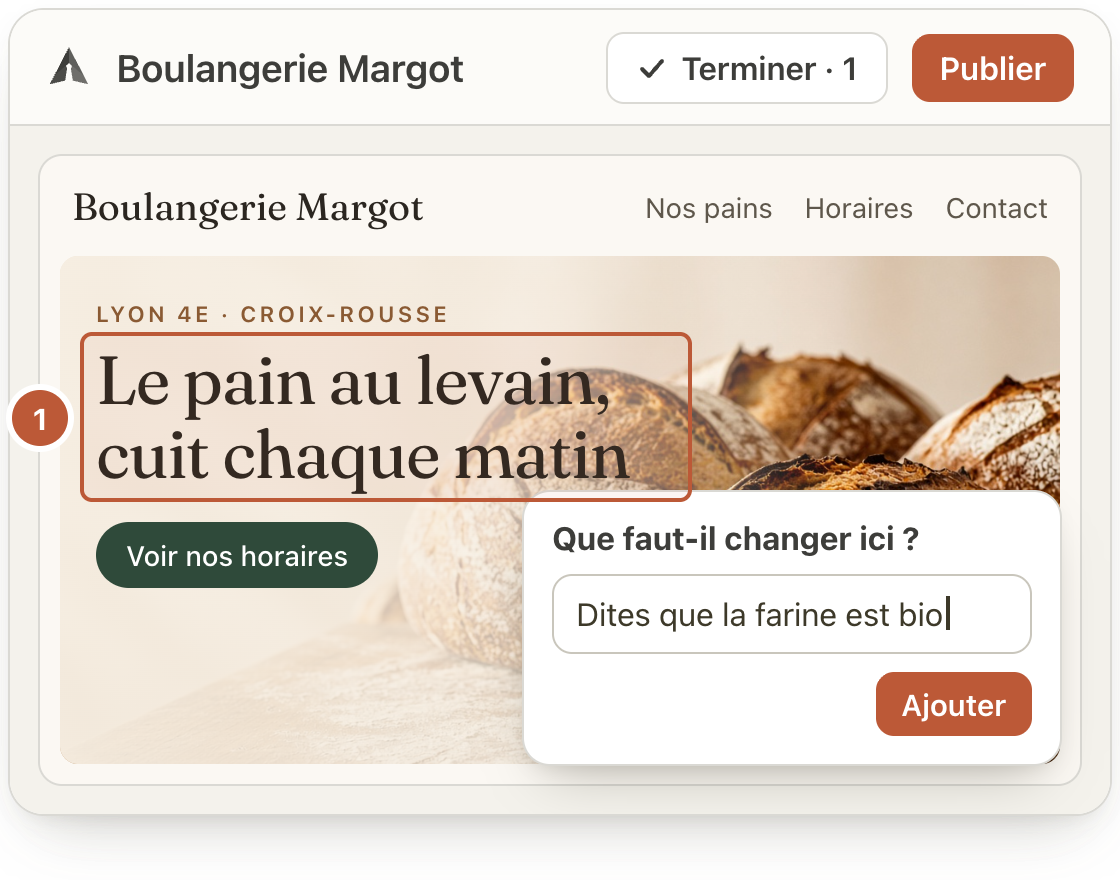 Boulangerie Margot
Terminer · 1
Publier
Boulangerie Margot
Nos pains
Horaires
Contact
LYON 4E · CROIX-ROUSSE
1
Le pain au levain,
cuit chaque matin
Voir nos horaires
Que faut-il changer ici ?
Dites que la farine est bio
Ajouter